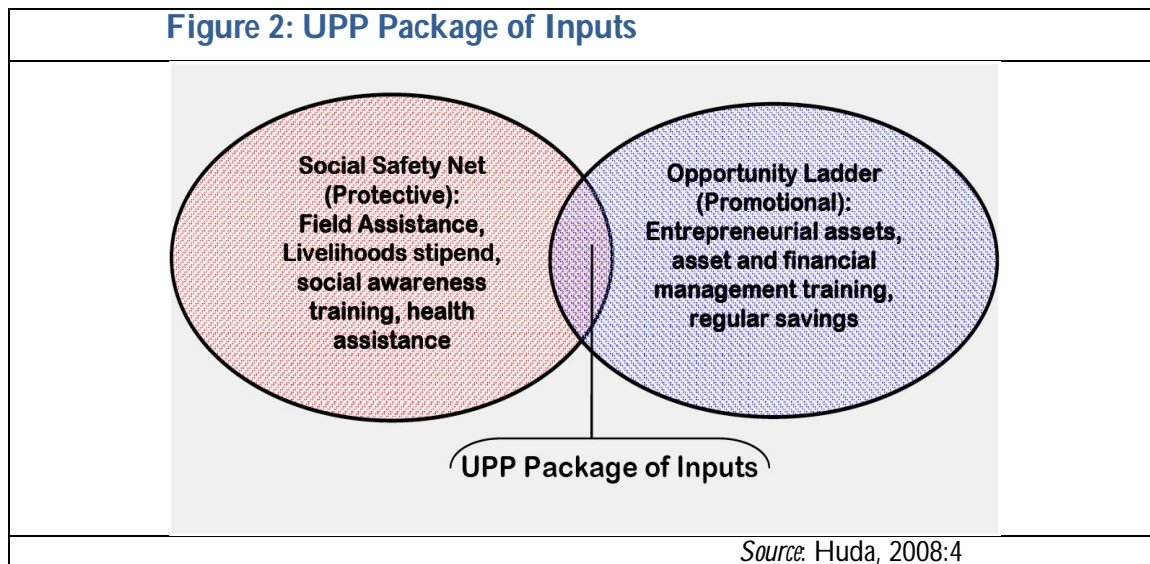 Figure 2: UPP Package of Inputs
Social Safety Net
(Protective):
Field Assistance,
Livelihoods stipend,
social awareness
training, health
assistance
Opportunity Ladder
(Promotional):
Entrepreneurial assets,
asset and financial
management training,
regular savings
UPP Package of Inputs
Source: Huda, 2008:4